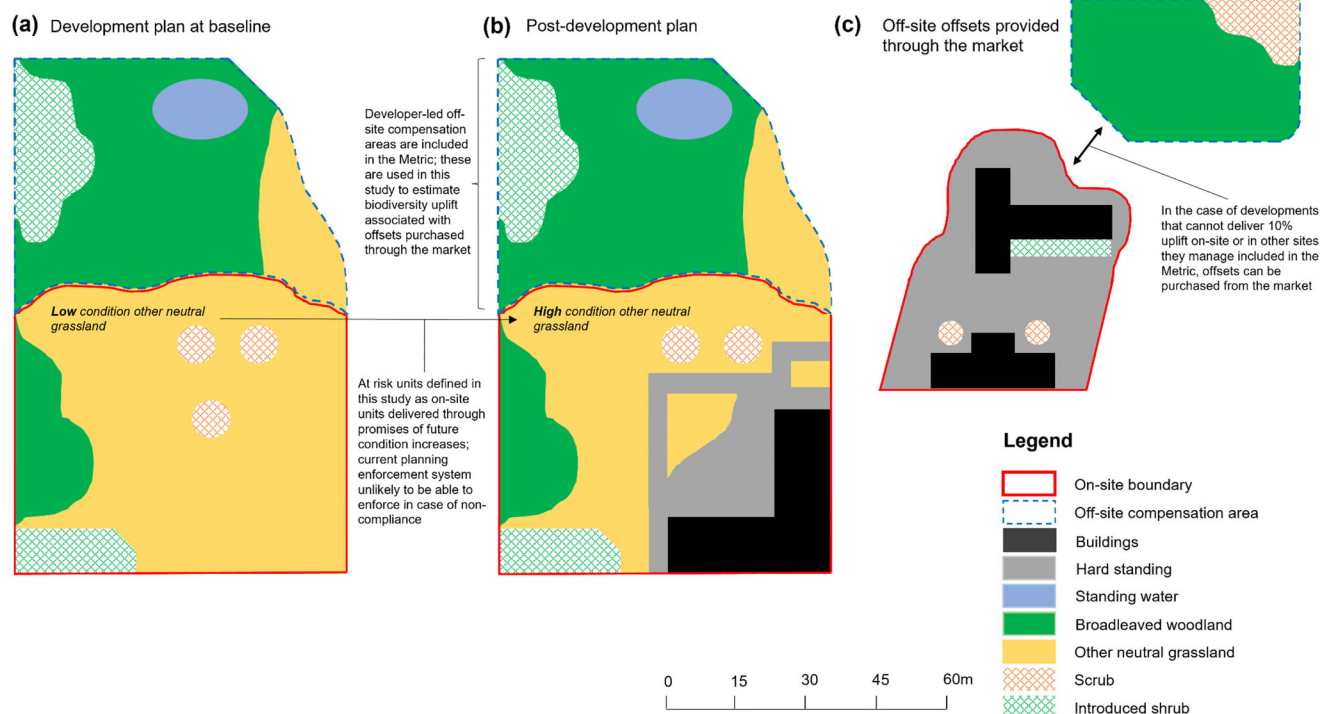 (a) Development plan at baseline
(b) Post-development plan
(c) Off-site offsets provided
through the market
Developer-led off-
site compensation
areas are included
in the Metric; these
are used in this
study to estimate
biodiversity uplift
associated with
offsets purchased
through the market
Low condition other neutral
grassland
High condition other neutral
grassland
At risk units defined in
this study as on-site
units delivered through
promises of future
condition increases;
current planning
enforcement system
unlikely to be able to
enforce in case of non-
compliance
In the case of developments
that cannot deliver 10%
uplift on-site or in other sites
they manage included in the
Metric, offsets can be
purchased from the market
Legend
On-site boundary
Off-site compensation area
Buildings
Hard standing
Standing water
Broadleaved woodland
Other neutral grassland
Scrub
Introduced shrub
0 15 30 45 60m